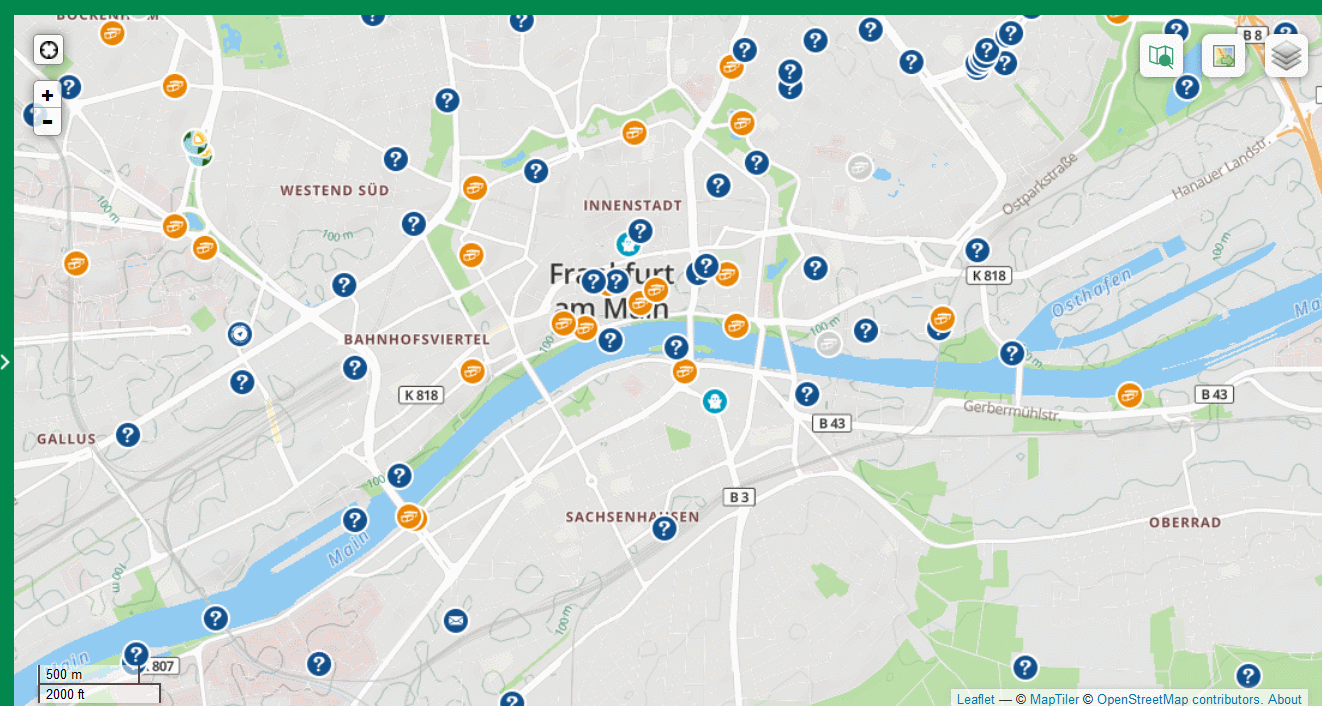 BOCKENHEIM
B 8
+
-
WESTEND SÜD
INNENSTADT
Ostparkstraße
Hanauer Landstr.
100 m
100 m
100 m
Frankfurt
am Main
K 818
Osthafen
BAHNHOFSVIERTEL
100 m
100 m
K 818
B 43
Gerbermühlstr.
B 43
GALLUS
100
B 3
SACHSENHAUSEN
OBERRAD
Main
100 m
100 m
Main
807
500 m
2000 ft
Leaflet — © MapTiler © OpenStreetMap contributors. About